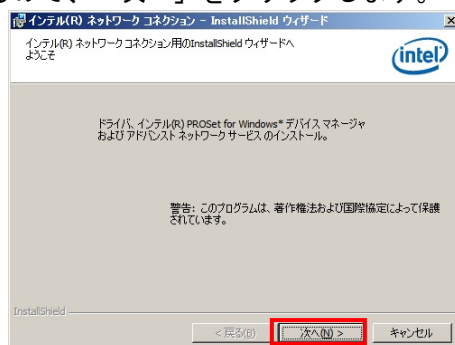 をクリックします。
インテル(R) ネットワーク コネクション - InstallShield ウィザード
インテル(R) ネットワーク コネクション用のInstallShield ウィザードへ
ようこそ
intel
ドライバ、インテル(R) PROSet for Windows* デバイス マネージャ
および アドバンスト ネットワーク サービス のインストール。
警告: このプログラムは、著作権法および国際協定によって保護
されています。
InstallShield
< 戻る(B)
次へ(N) >
キャンセル